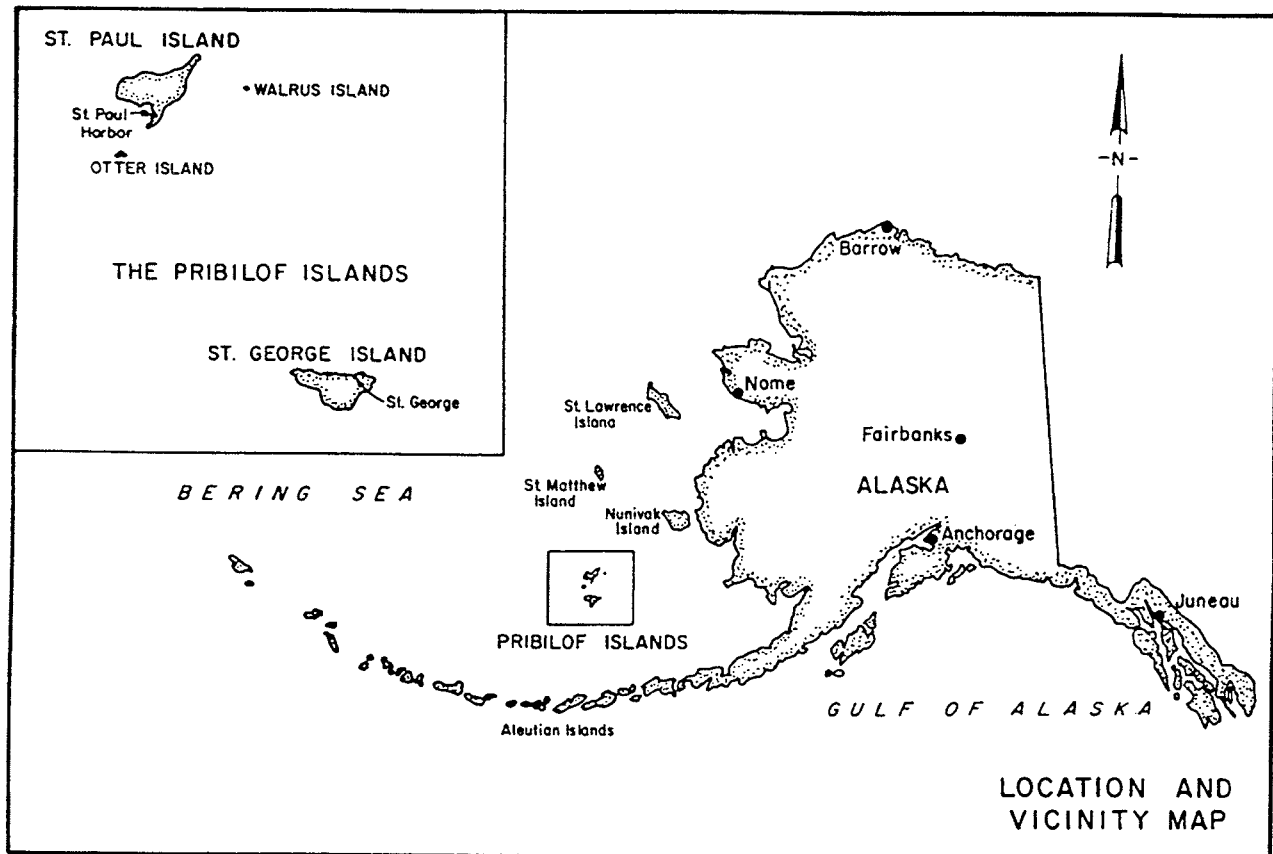 ST. PAUL ISLAND
WALRUS ISLAND
St. Paul
Harbor
OTTER ISLAND
THE PRIBILOF ISLANDS
ST. GEORGE ISLAND
St. George
-N-
Barrow
Nome
St. Lawrence
Island
Fairbanks
St. Matthew
Island
ALASKA
Nunivak
Island
BERING SEA
Anchorage
PRIBILOF ISLANDS
Juneau
GULF OF ALASKA
Aleutian Islands
LOCATION AND
VICINITY MAP